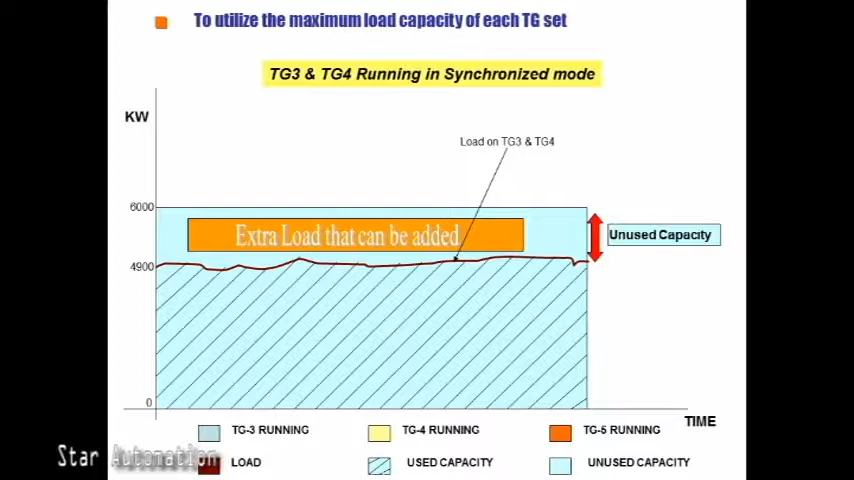 To utilize the maximum load capacity of each TG set
TG3 & TG4 Running in Synchronized mode
KW
Load on TG3 & TG4
6000
Extra Load that can be added
Unused Capacity
4900
0
TIME
TG-3 RUNNING
TG-4 RUNNING
TG-5 RUNNING
Star Automation
LOAD
USED CAPACITY
UNUSED CAPACITY